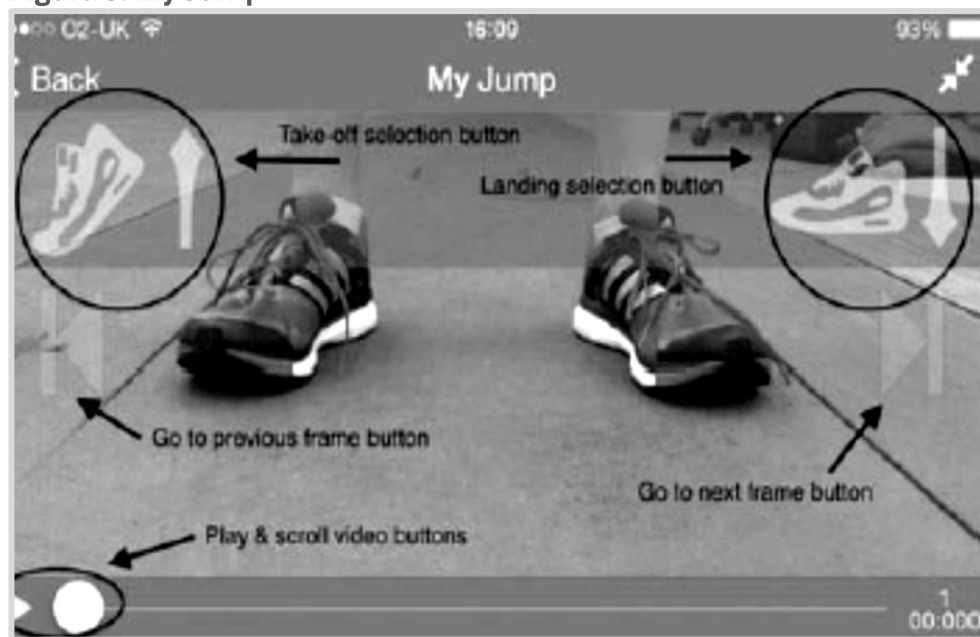 O2-UK
16:09
93%
Back
My Jump
Take-off selection button
Landing selection button
Go to previous frame button
Go to next frame button
Play & scroll video buttons
1
00:000